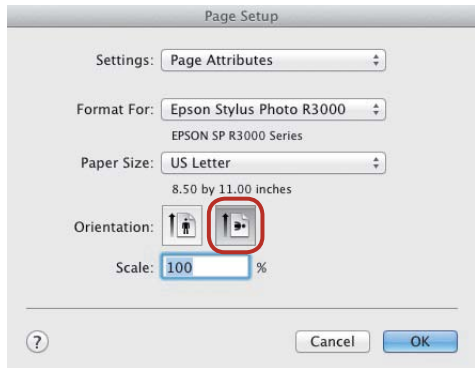 Page Setup
Settings: Page Attributes
Format For: Epson Stylus Photo R3000
EPSON SP R3000 Series
Paper Size: US Letter
8.50 by 11.00 inches
Orientation:
Scale: 100 %
? Cancel OK